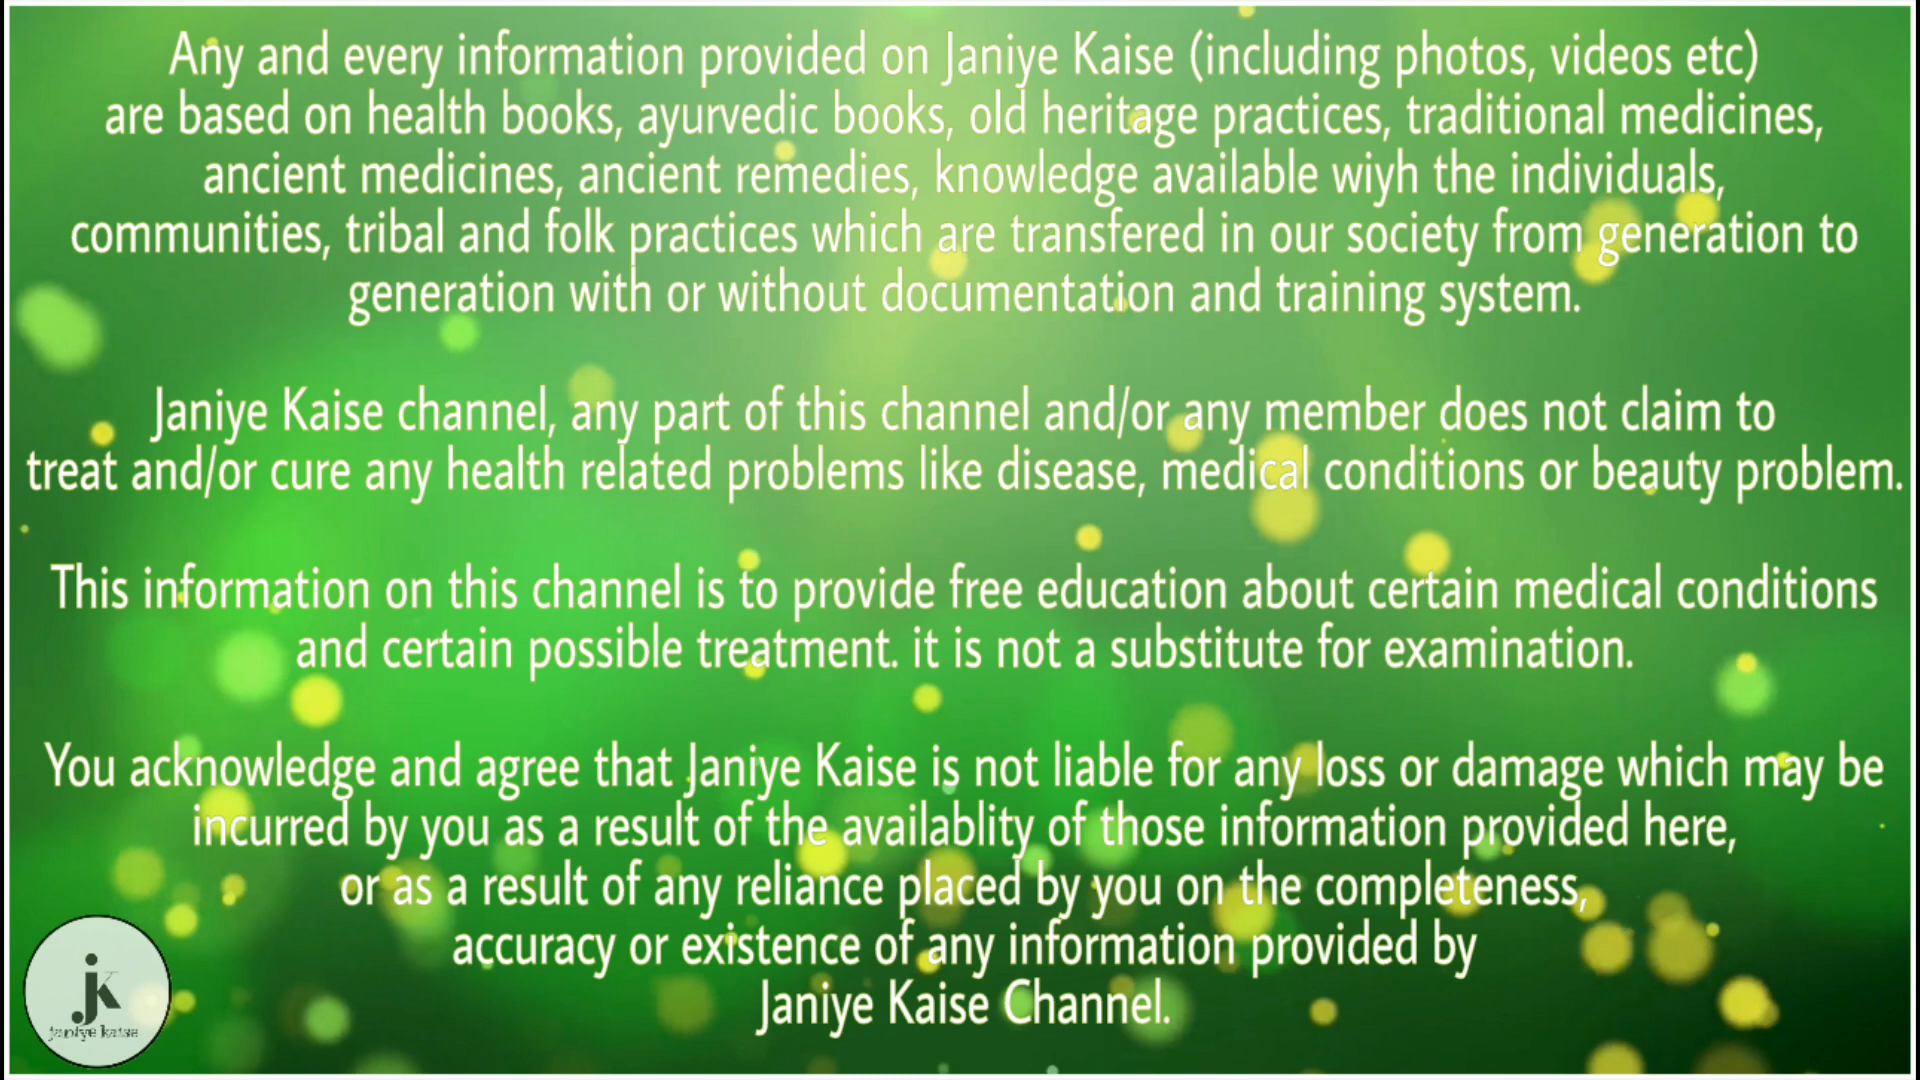 Any and every information provided on Janiye Kaise (including photos, videos etc)
are based on health books, ayurvedic books, old heritage practices, traditional medicines,
ancient medicines, ancient remedies, knowledge available wiyh the individuals,
communities, tribal and folk practices which are transfered in our society from generation to
generation with or without documentation and training system.
Janiye Kaise channel, any part of this channel and/or any member does not claim to
treat and/or cure any health related problems like disease, medical conditions or beauty problem.
This information on this channel is to provide free education about certain medical conditions
and certain possible treatment. it is not a substitute for examination.
You acknowledge and agree that Janiye Kaise is not liable for any loss or damage which may be
incurred by you as a result of the availablity of those information provided here,
or as a result of any reliance placed by you on the completeness,
accuracy or existence of any information provided by
Janiye Kaise Channel.
jk
janiye kaise